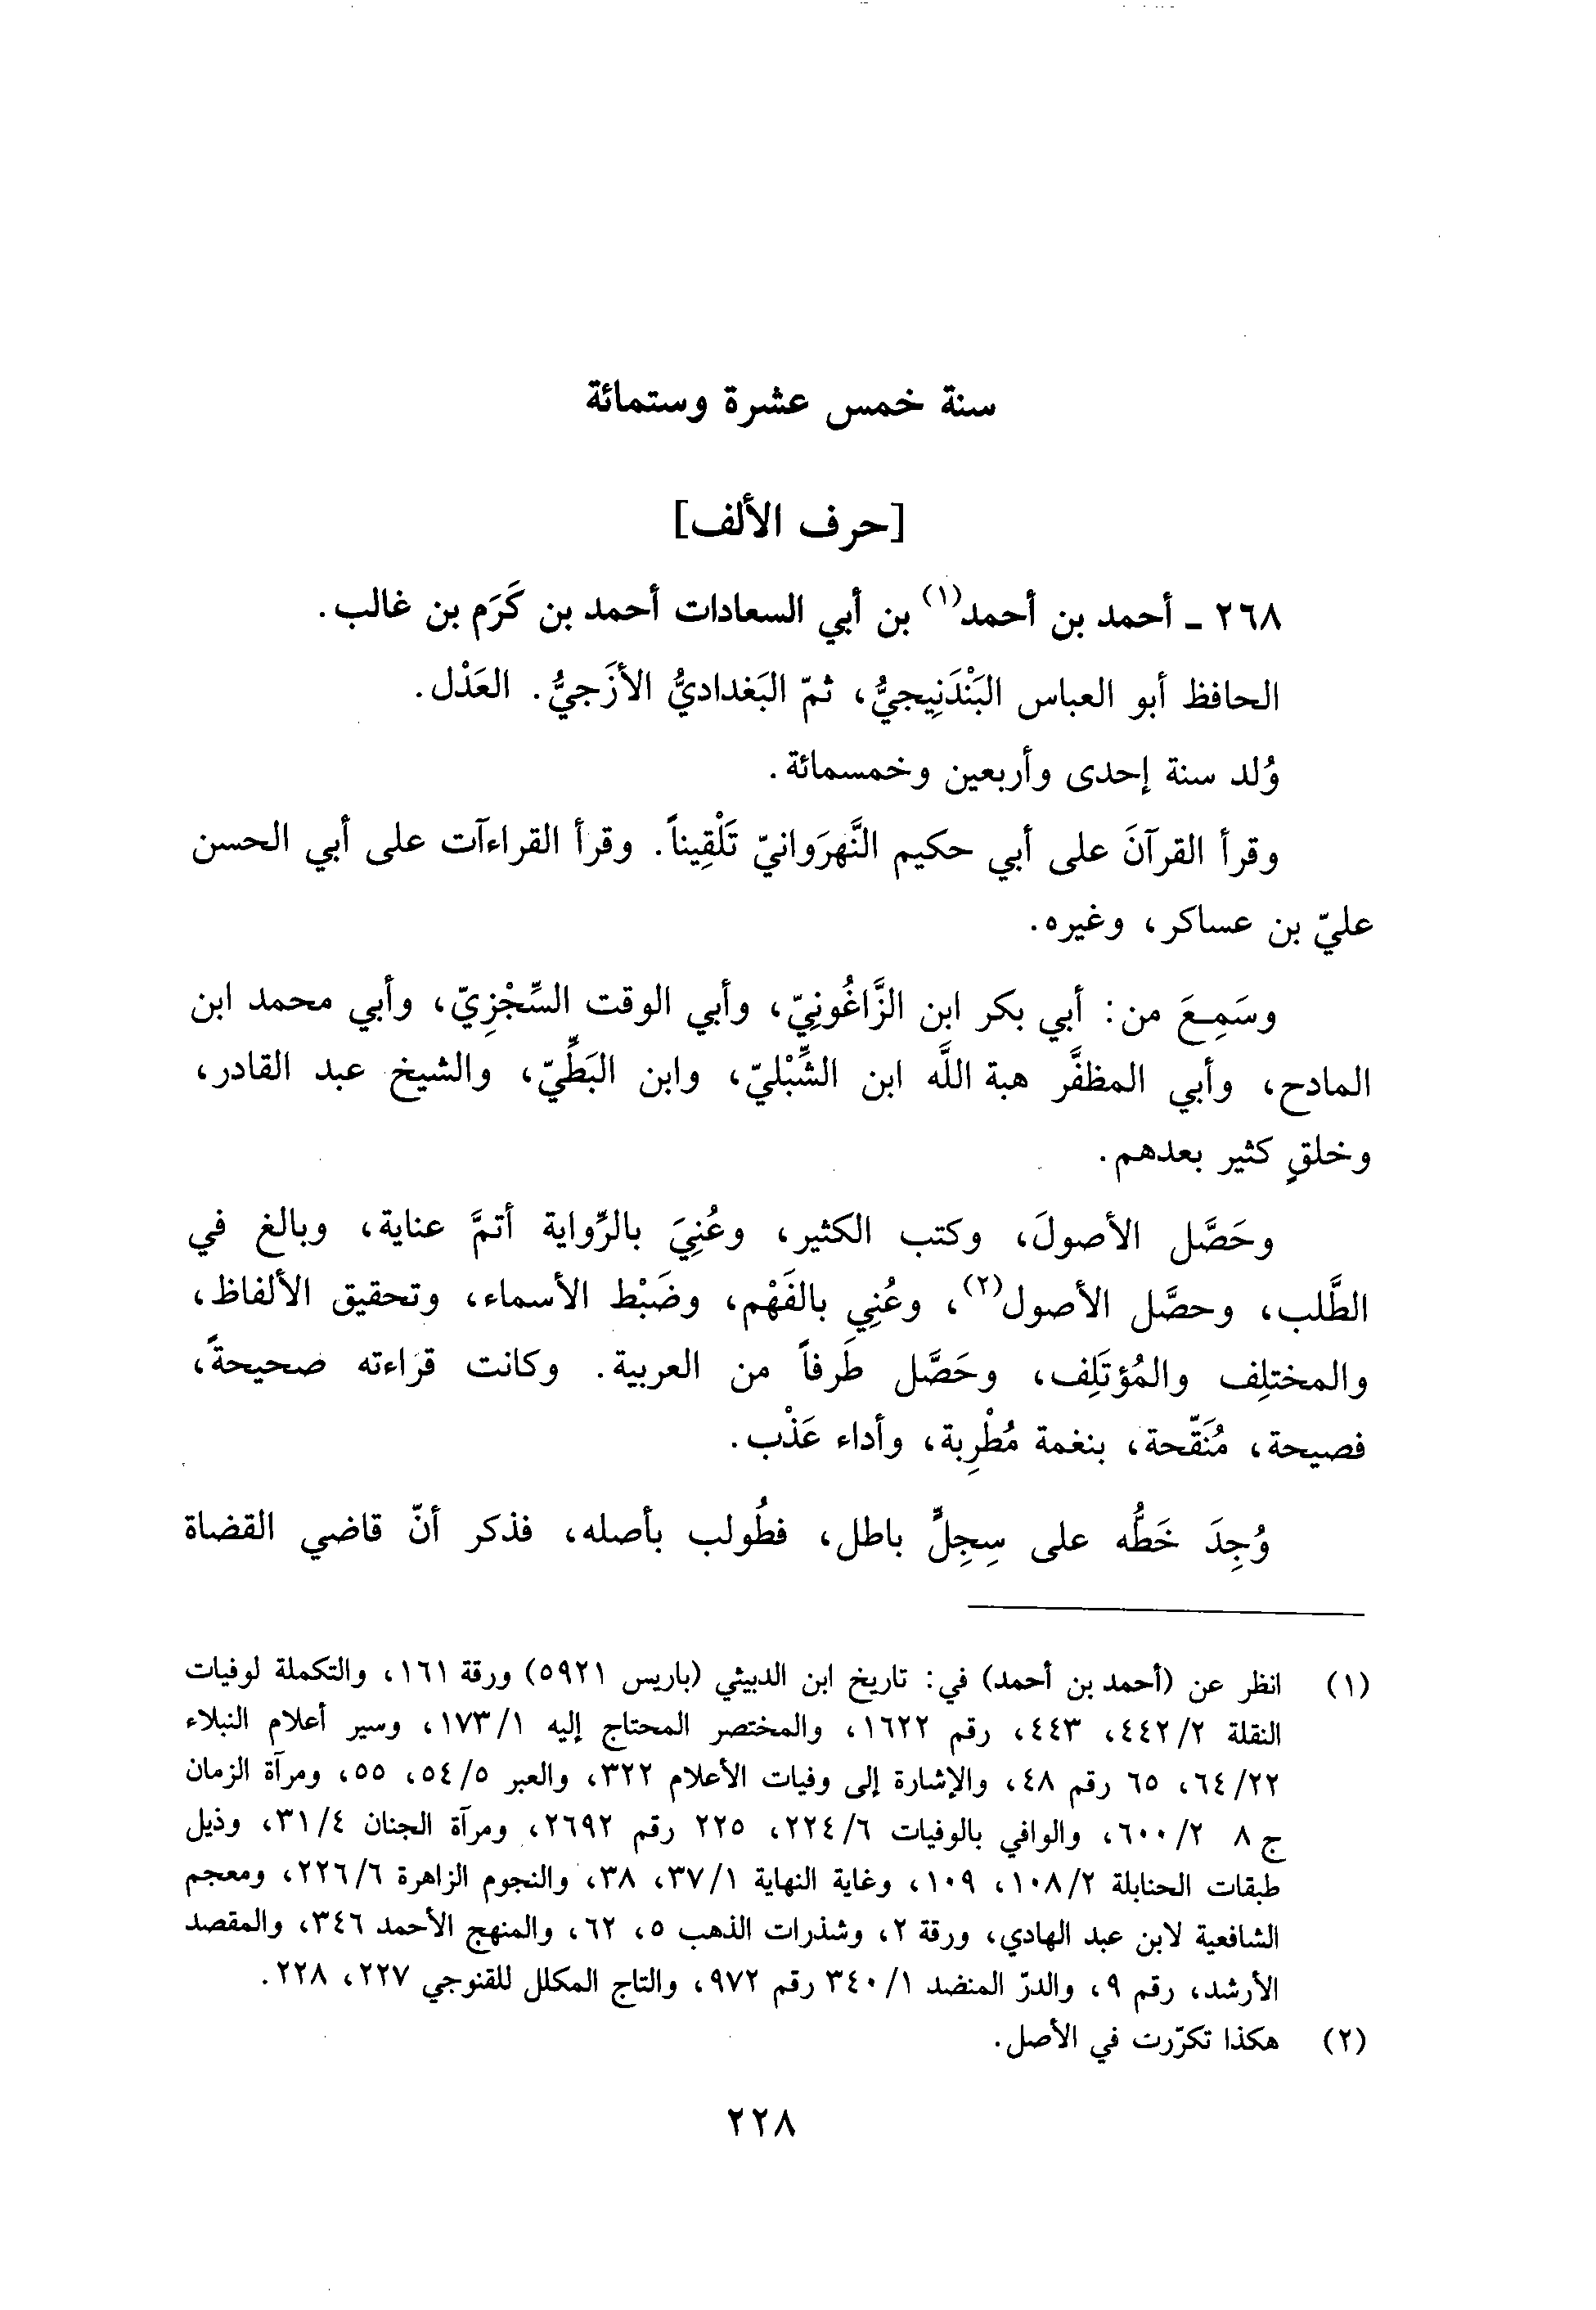 سنة خمس عشرة وستمائة
[حرف الألف]
٢٦٨ ـ أحمد بن أحمد(١) بن أبي السعادات أحمد بن كَرَم بن غالب.
الحافظ أبو العباس البَنْدَنِيجيُّ، ثمّ البَغداديُّ الأزَجيُّ. العَدْل.
وُلد سنة إحدى وأربعين وخمسمائة.
وقرأ القرآنَ على أبي حكيم النَّهرَوانيّ تَلْقِيناً. وقرأ القراءآت على أبي الحسن
عليّ بن عساكر، وغيره.
وسَمِعَ من: أبي بكر ابن الزَّاغُونِيّ، وأبي الوقت السِّجْزِيّ، وأبي محمد ابن
المادح، وأبي المظفَّر هبة اللَّه ابن الشِّبْليّ، وابن البَطِّيّ، والشيخ عبد القادر،
وخلقٍ كثير بعدهم.
وحَصَّل الأصولَ، وكتب الكثير، وعُنِيَ بالرِّواية أتمَّ عناية، وبالغ في
الطَّلب، وحصَّل الأصول(٢)، وعُنِي بالفَهْم، وضَبْط الأسماء، وتحقيق الألفاظ،
والمختلِف والمُؤتَلِف، وحَصَّل طَرفاً من العربية. وكانت قراءته صحيحةً،
فصيحة، مُنَقّحة، بنغمة مُطْرِبة، وأداء عَذْب.
وُجِدَ خَطُّه على سِجِلٍّ باطل، فطُولب بأصله، فذكر أنّ قاضي القضاة
(١) انظر عن (أحمد بن أحمد) في: تاريخ ابن الدبيثي (باريس ٥٩٢١) ورقة ١٦١، والتكملة لوفيات
النقلة ٢/ ٤٤٢، ٤٤٣، رقم ١٦٢٢، والمختصر المحتاج إليه ١/ ١٧٣، وسير أعلام النبلاء
٢٢/ ٦٤، ٦٥ رقم ٤٨، والإشارة إلى وفيات الأعلام ٣٢٢، والعبر ٥/ ٥٤، ٥٥، ومرآة الزمان
ج ٨ ٢/ ٦٠٠، والوافي بالوفيات ٦/ ٢٢٤، ٢٢٥ رقم ٢٦٩٢، ومرآة الجنان ٤/ ٣١، وذيل
طبقات الحنابلة ٢/ ١٠٨، ١٠٩، وغاية النهاية ١/ ٣٧، ٣٨، والنجوم الزاهرة ٦/ ٢٢٦، ومعجم
الشافعية لابن عبد الهادي، ورقة ٢، وشذرات الذهب ٥، ٦٢، والمنهج الأحمد ٣٤٦، والمقصد
الأرشد، رقم ٩، والدرّ المنضد ١/ ٣٤٠ رقم ٩٧٢، والتاج المكلل للقنوجي ٢٢٧، ٢٢٨.
(٢) هكذا تكرّرت في الأصل.
٢٢٨